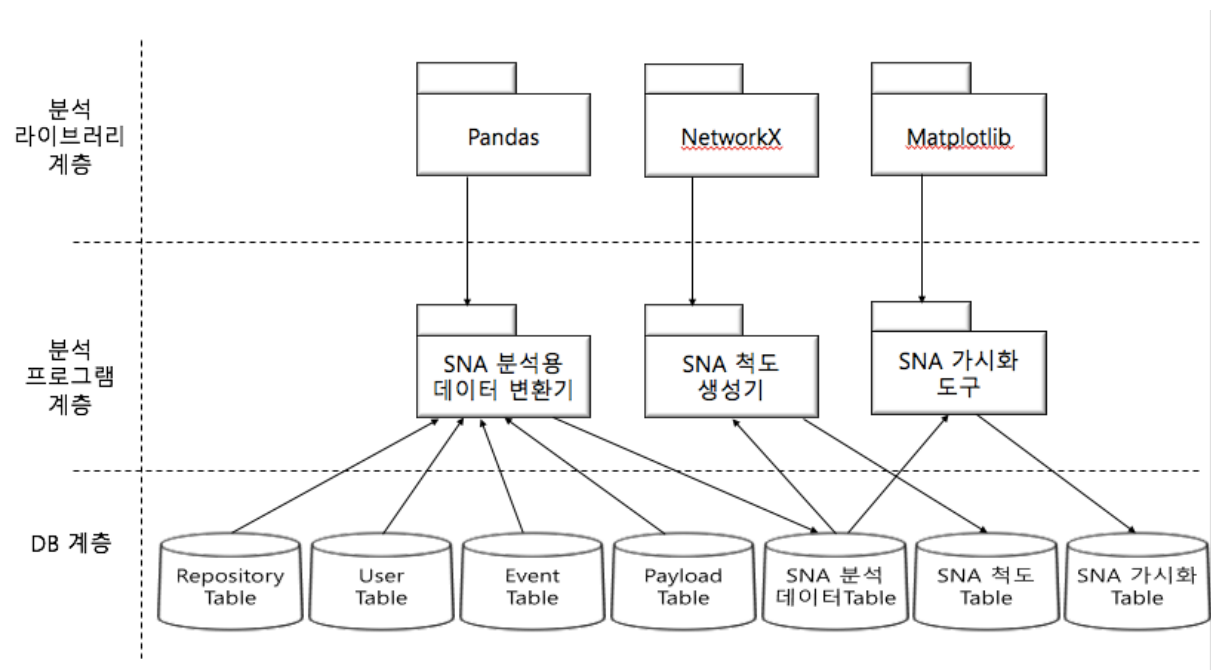 분석
라이브러리
계층
Pandas
NetworkX
Matplotlib
분석
프로그램
계층
SNA 분석용
데이터 변환기
SNA 척도
생성기
SNA 가시화
도구
DB 계층
Repository
Table
User
Table
Event
Table
Payload
Table
SNA 분석
데이터Table
SNA 척도
Table
SNA 가시화
Table